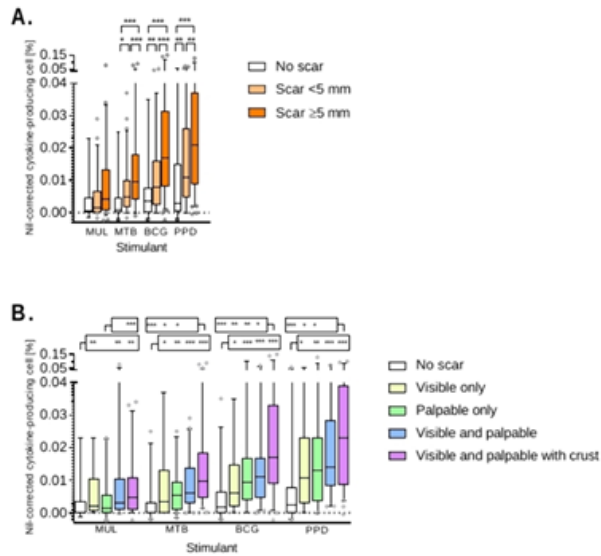 A.
Nil-corrected cytokine-producing cell [%]
0.15
0.05
0.04
0.03
0.02
0.01
0.00
MUL MTB BCG PPD
Stimulant
No scar
Scar <5 mm
Scar ≥5 mm
B.
Nil-corrected cytokine-producing cell [%]
0.15
0.05
0.04
0.03
0.02
0.01
0.00
MUL MTB BCG PPD
Stimulant
No scar
Visible only
Palpable only
Visible and palpable
Visible and palpable with crust